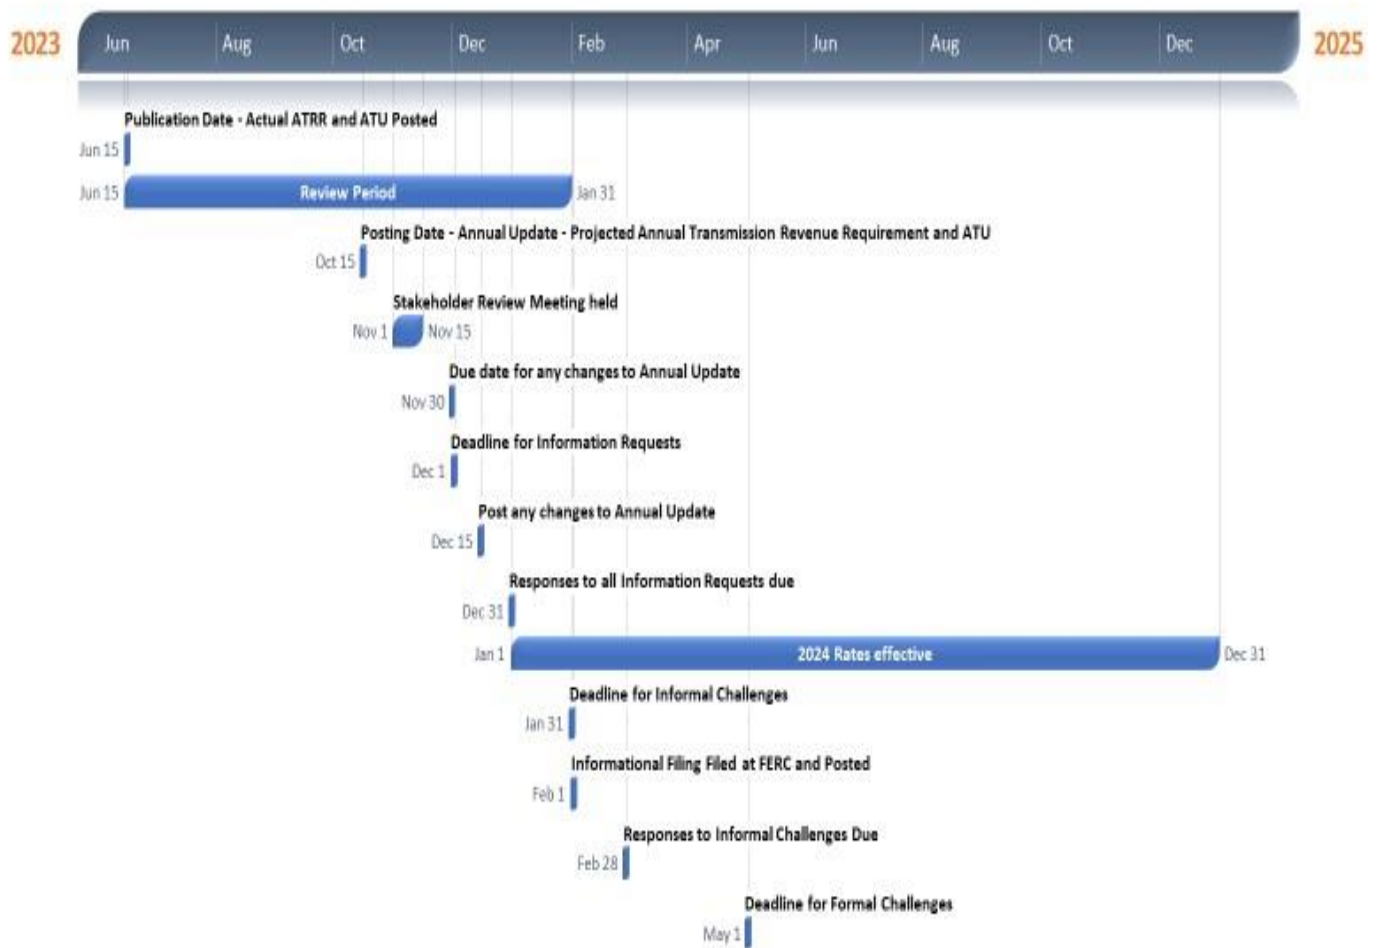 2023 Jun Aug Oct Dec Feb Apr Jun Aug Oct Dec 2025
Publication Date - Actual ATRR and ATU Posted
Jun 15
Jun 15 Review Period Jan 31
Posting Date - Annual Update - Projected Annual Transmission Revenue Requirement and ATU
Oct 15
Stakeholder Review Meeting held
Nov 1 Nov 15
Due date for any changes to Annual Update
Nov 30
Deadline for Information Requests
Dec 1
Post any changes to Annual Update
Dec 15
Responses to all Information Requests due
Dec 31
Jan 1 2024 Rates effective Dec 31
Deadline for Informal Challenges
Jan 31
Informational Filing Filed at FERC and Posted
Feb 1
Responses to Informal Challenges Due
Feb 28
Deadline for Formal Challenges
May 1